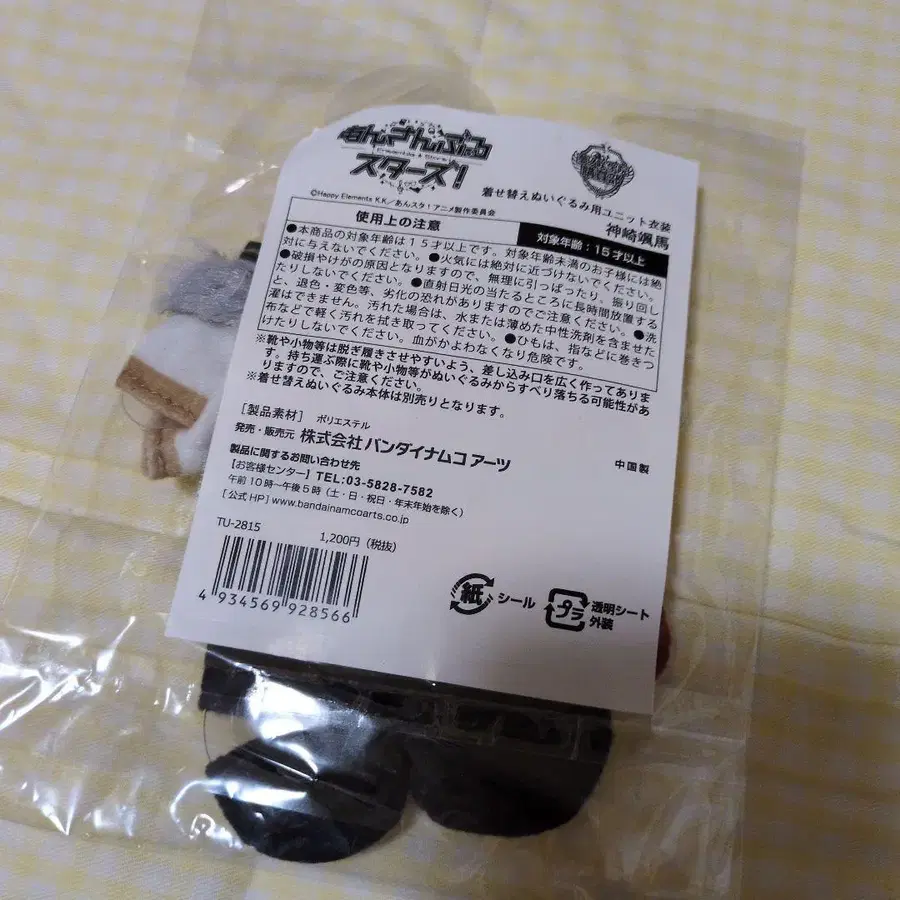 あんさんぶる
スターズ！
©Happy Elements K.K／あんスタ！アニメ製作委員会
着せ替えぬいぐるみ用ユニット衣装
神崎颯馬
使用上の注意
対象年齢：15才以上
●本商品の対象年齢は15才以上です。対象年齢未満のお子様には絶
対に与えないでください。●火気には絶対に近づけないでください。
●破損やけがの原因となりますので、無理に引っぱったり、振り回し
たりしないでください。●直射日光の当たるところに長時間放置する
と、退色・変色等、劣化の恐れがありますのでご注意ください。●洗
濯はできません。汚れた場合は、水または薄めた中性洗剤を含ませた
布などで軽く汚れを拭き取ってください。●ひもは、指などに巻きつ
けたりしないでください。血がかよわなくなり危険です。
※靴や小物等は脱ぎ履きさせやすいよう、差し込み口を広く作ってありま
す。持ち運ぶ際に靴や小物等がぬいぐるみからすべり落ちる可能性があ
りますので、ご注意ください。
※着せ替えぬいぐるみ本体は別売りとなります。
［製品素材］ ポリエステル
発売・販売元 株式会社バンダイナムコアーツ
中国製
製品に関するお問い合わせ先
【お客様センター】TEL:03-5828-7582
午前10時～午後5時（土・日・祝日・年末年始を除く）
［公式HP］www.bandainamcoarts.co.jp
TU-2815
1,200円（税抜）
4 934569 928566
紙 シール
プラ 透明シート
外装